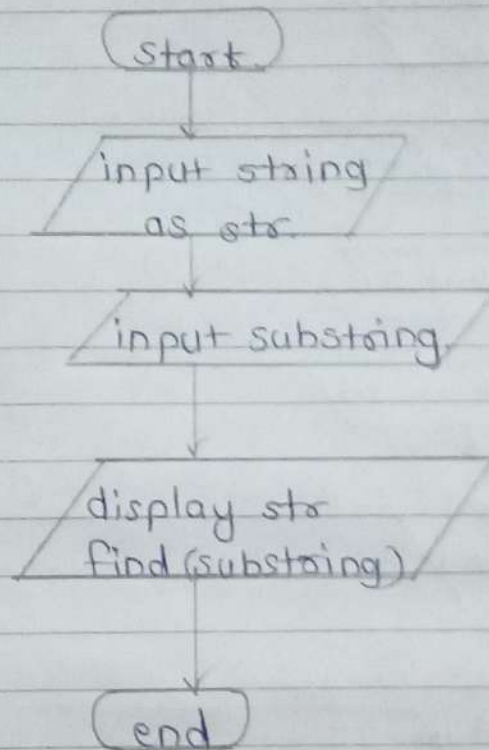 Start
input string
as str.
input substring
display str
find (substring)
end